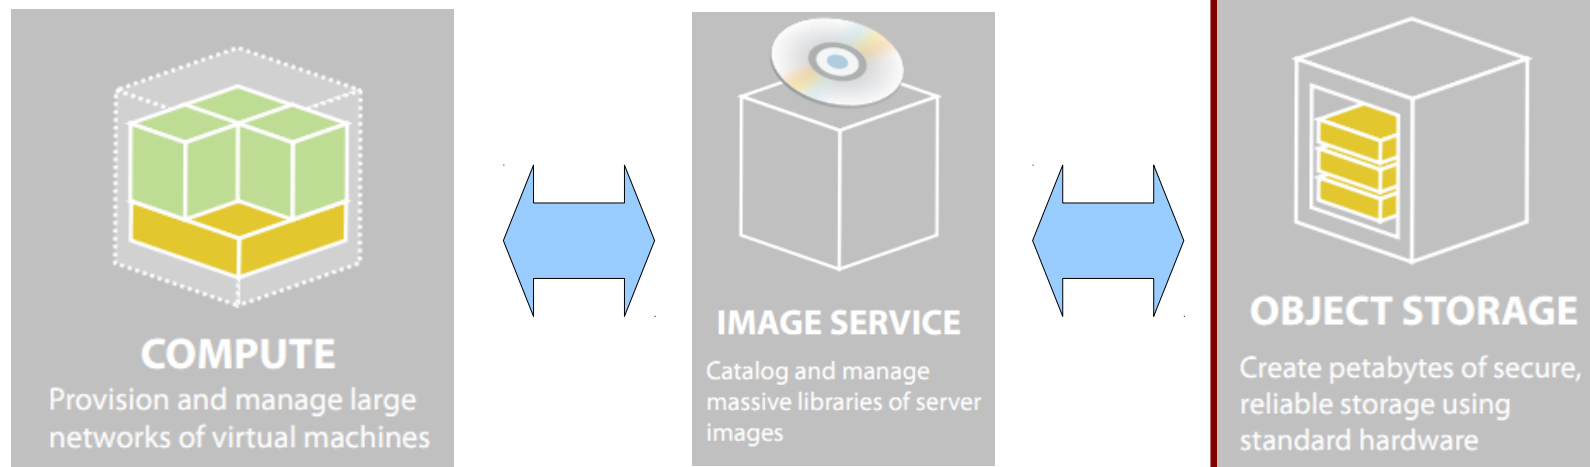 COMPUTE
Provision and manage large
networks of virtual machines
IMAGE SERVICE
Catalog and manage
massive libraries of server
images
OBJECT STORAGE
Create petabytes of secure,
reliable storage using
standard hardware